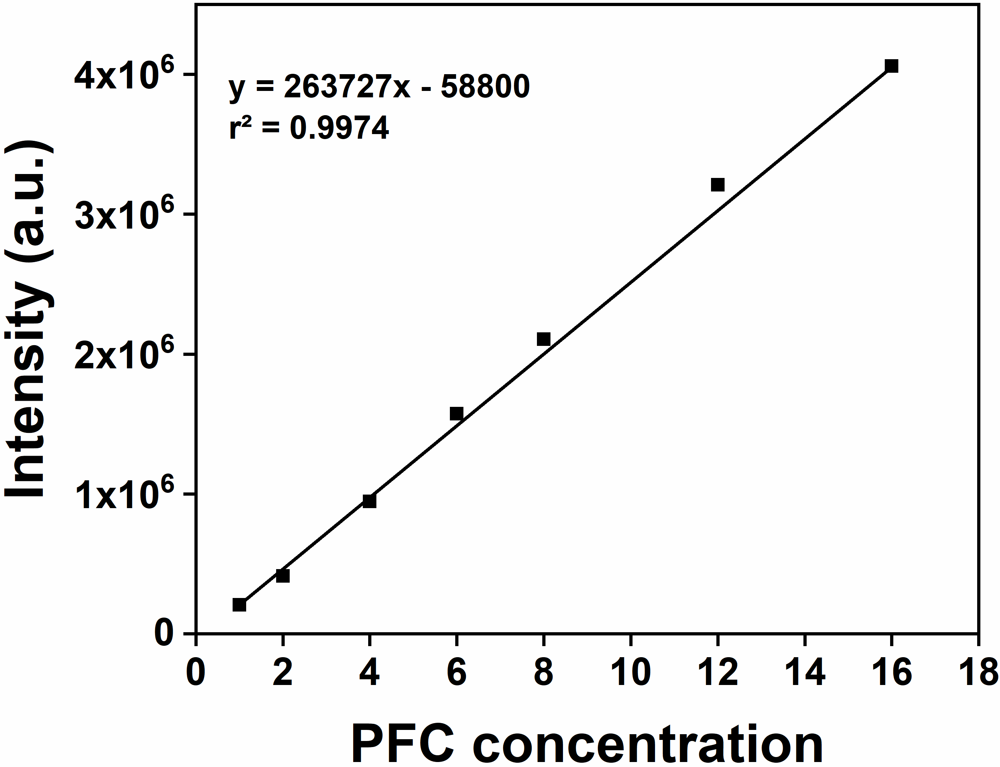 4x10⁶
y = 263727x - 58800
r² = 0.9974
3x10⁶
2x10⁶
1x10⁶
0
Intensity (a.u.)
0 2 4 6 8 10 12 14 16 18
PFC concentration